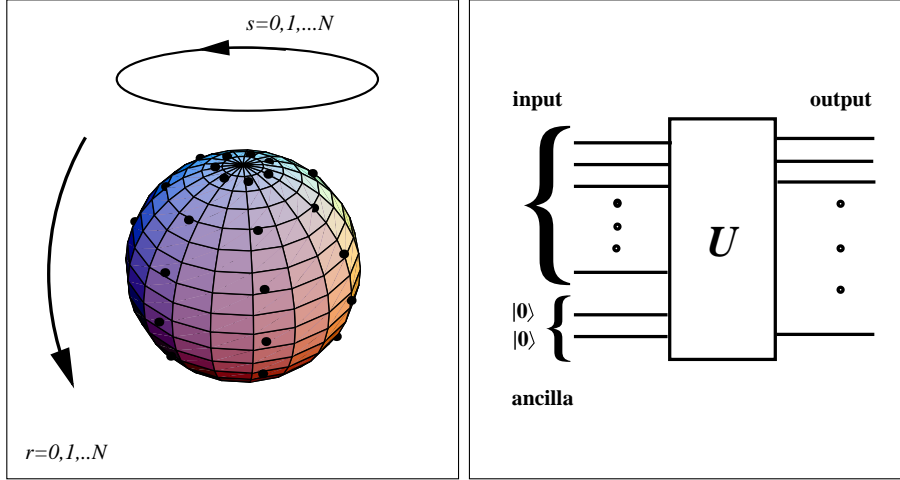 s=0,1,...N
r=0,1,..N
input
output
U
|0⟩
|0⟩
ancilla